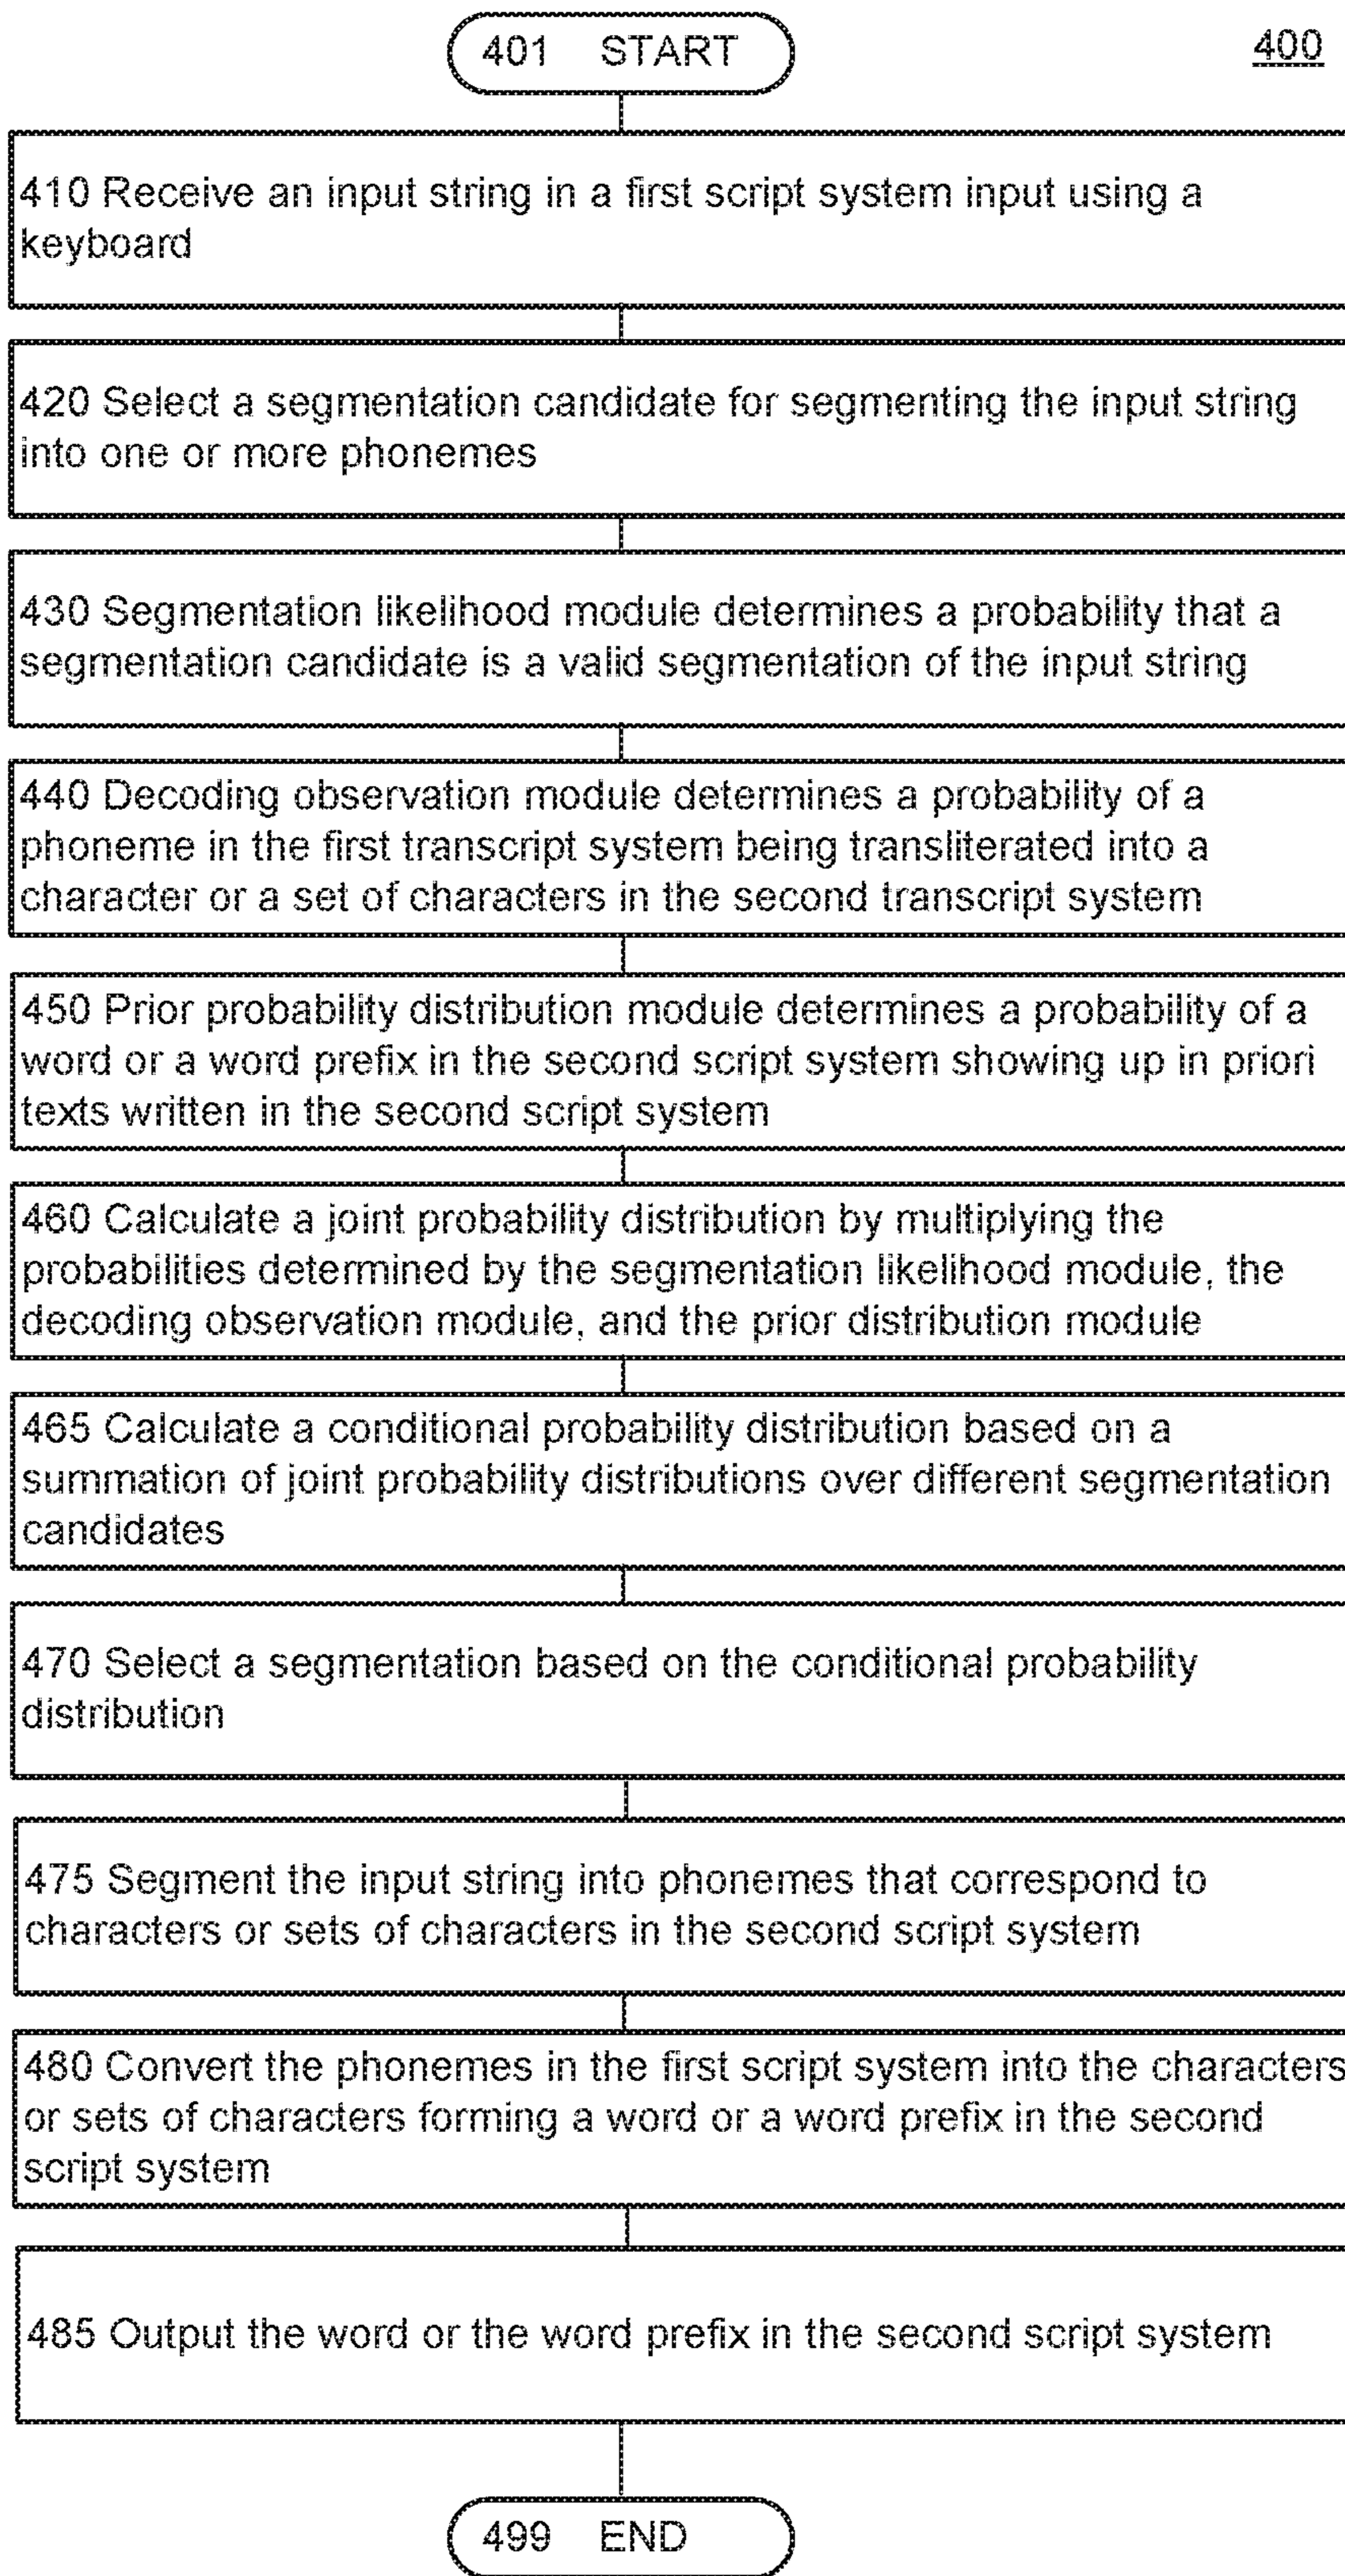 401 START
400
410 Receive an input string in a first script system input using a
keyboard
420 Select a segmentation candidate for segmenting the input string
into one or more phonemes
430 Segmentation likelihood module determines a probability that a
segmentation candidate is a valid segmentation of the input string
440 Decoding observation module determines a probability of a
phoneme in the first transcript system being transliterated into a
character or a set of characters in the second transcript system
450 Prior probability distribution module determines a probability of a
word or a word prefix in the second script system showing up in priori
texts written in the second script system
460 Calculate a joint probability distribution by multiplying the
probabilities determined by the segmentation likelihood module, the
decoding observation module, and the prior distribution module
465 Calculate a conditional probability distribution based on a
summation of joint probability distributions over different segmentation
candidates
470 Select a segmentation based on the conditional probability
distribution
475 Segment the input string into phonemes that correspond to
characters or sets of characters in the second script system
480 Convert the phonemes in the first script system into the characters
or sets of characters forming a word or a word prefix in the second
script system
485 Output the word or the word prefix in the second script system
499 END